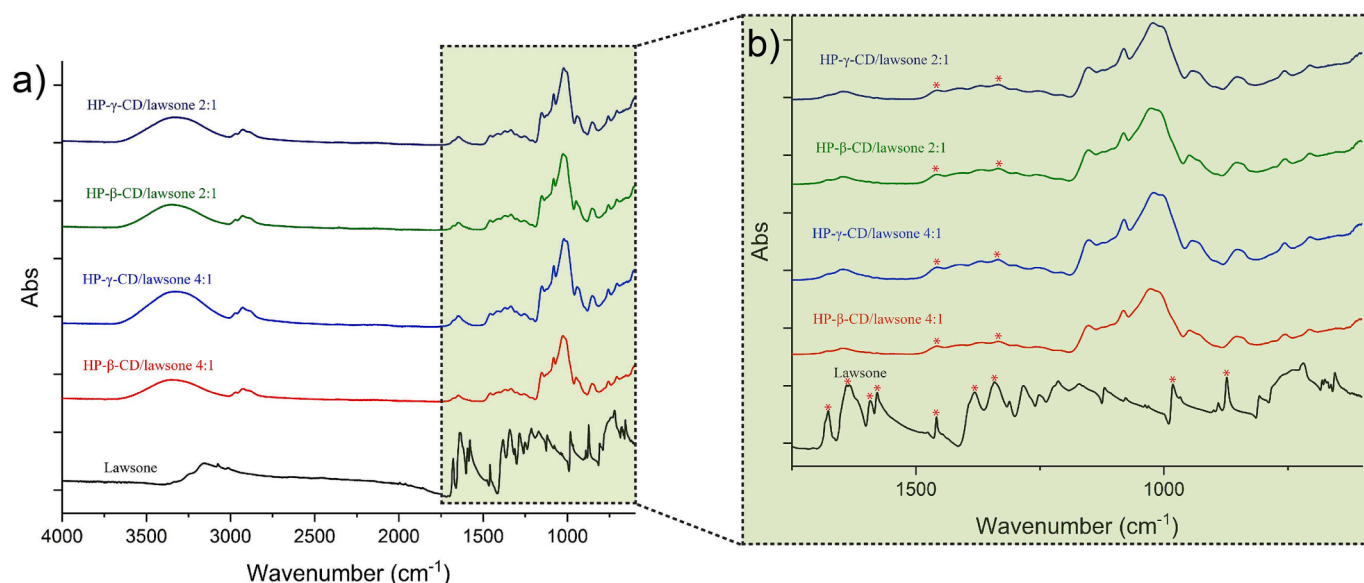 a)
HP-γ-CD/lawsone 2:1
HP-β-CD/lawsone 2:1
HP-γ-CD/lawsone 4:1
HP-β-CD/lawsone 4:1
Lawsone
Abs
4000 3500 3000 2500 2000 1500 1000
Wavenumber (cm⁻¹)
b)
HP-γ-CD/lawsone 2:1
* *
HP-β-CD/lawsone 2:1
* *
HP-γ-CD/lawsone 4:1
* *
HP-β-CD/lawsone 4:1
* *
Lawsone
* * * * * * * * *
Abs
1500 1000
Wavenumber (cm⁻¹)